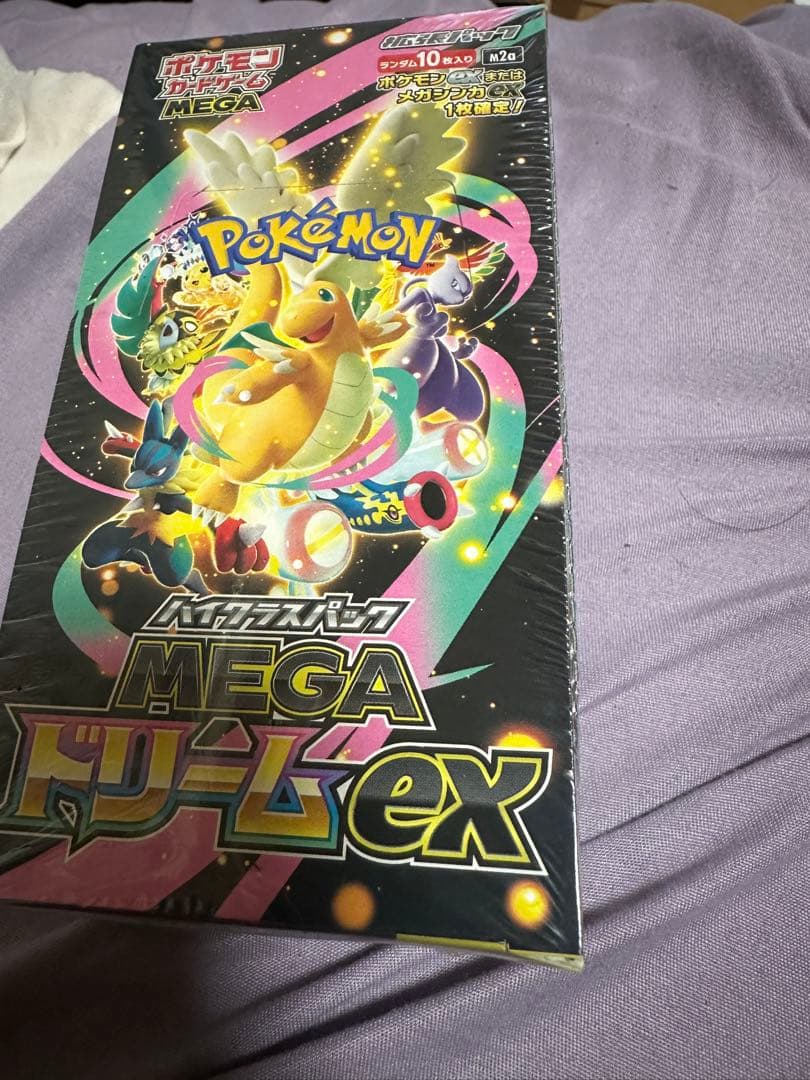 ポケモン
カードゲーム
MEGA
拡張パック
ランダム10枚入り M2a
ポケモンexまたは
メガシンカex
1枚確定!
POKÉMON
TM
ハイクラスパック
MEGA
ドリームex